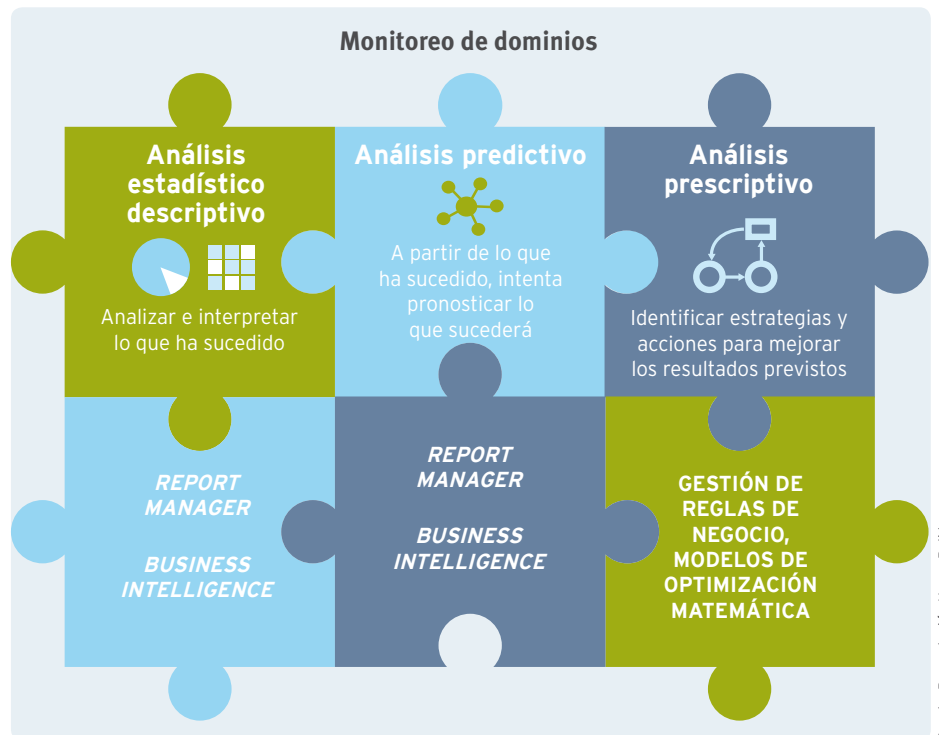 Monitoreo de dominios
Análisis
estadístico
descriptivo
Analizar e interpretar
lo que ha sucedido
Análisis predictivo
A partir de lo que
ha sucedido, intenta
pronosticar lo
que sucederá
Análisis
prescriptivo
Identificar estrategias y
acciones para mejorar
los resultados previstos
REPORT
MANAGER
BUSINESS
INTELLIGENCE
REPORT
MANAGER
BUSINESS
INTELLIGENCE
GESTIÓN DE
REGLAS DE
NEGOCIO,
MODELOS DE
OPTIMIZACIÓN
MATEMÁTICA